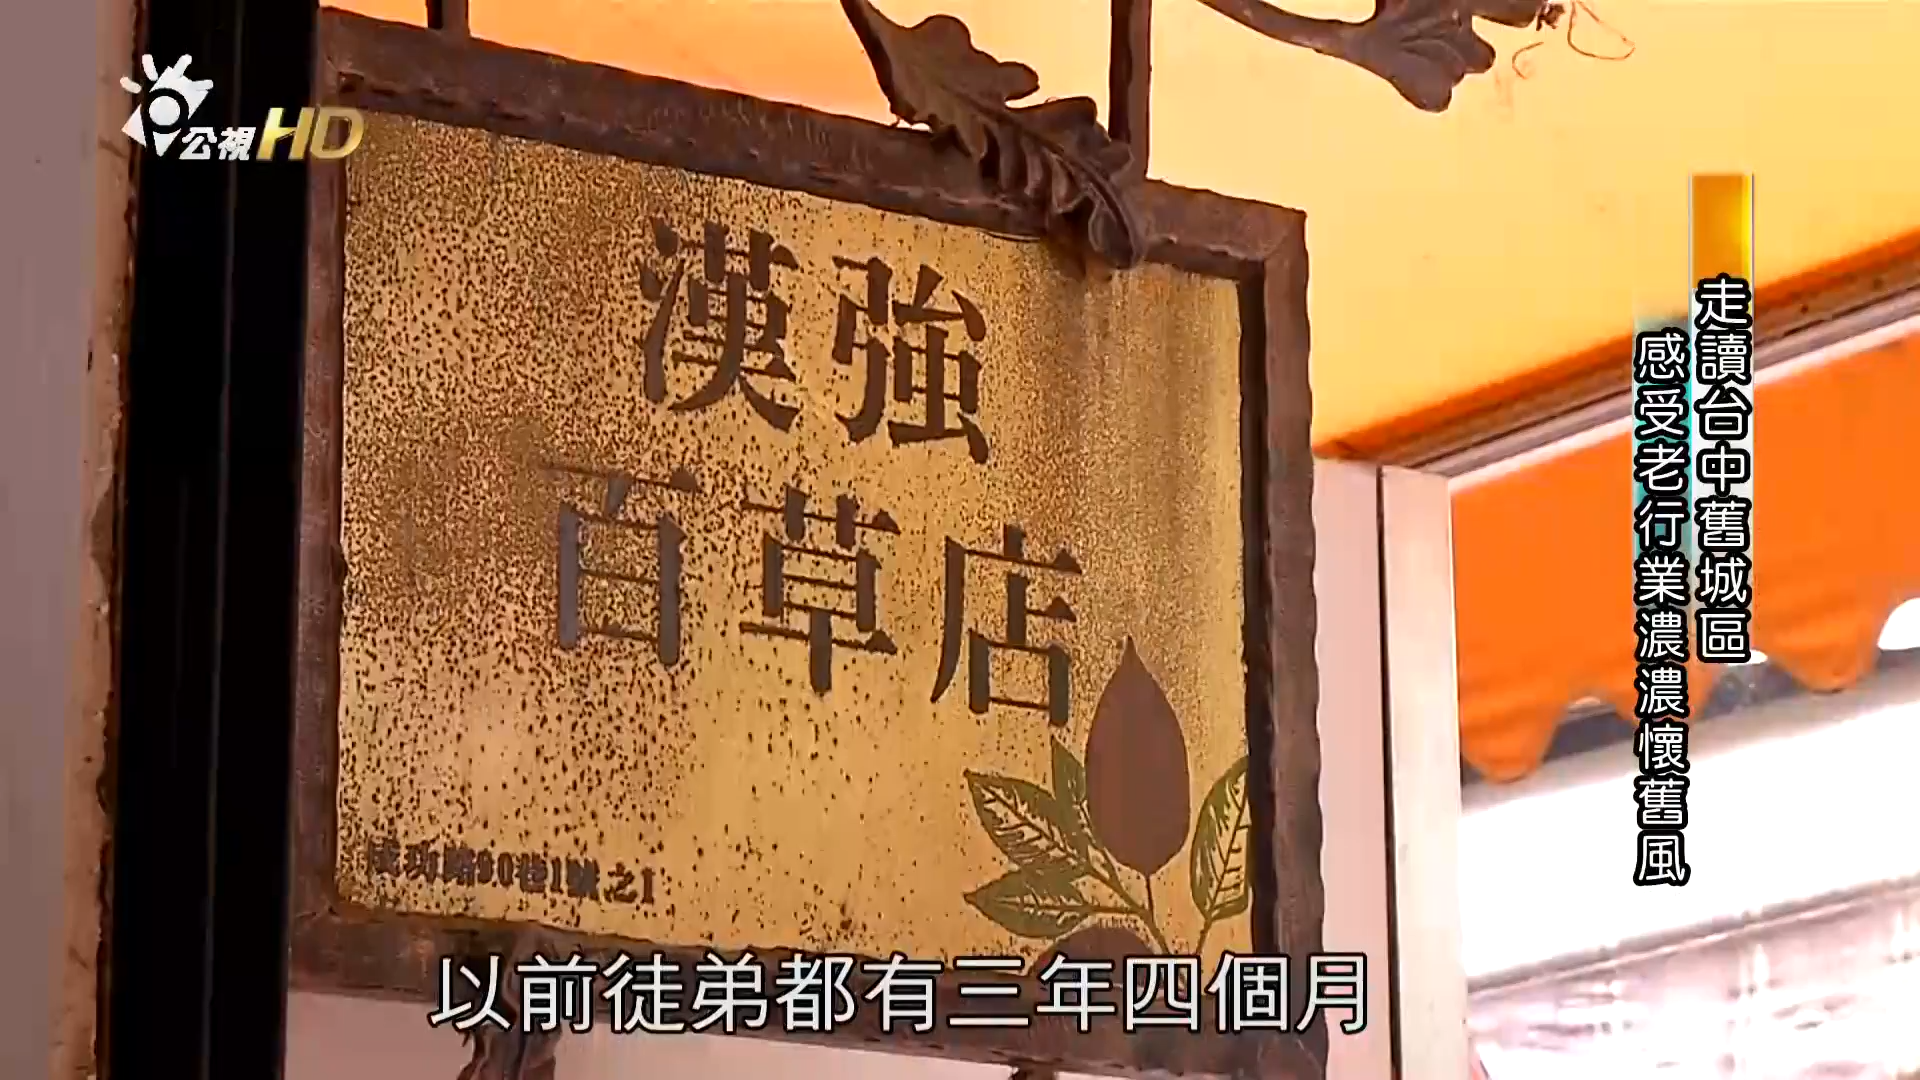 公視HD
漢強
百草店
成功路90巷1號之1
走讀台中舊城區
感受老行業濃濃懷舊風
以前徒弟都有三年四個月